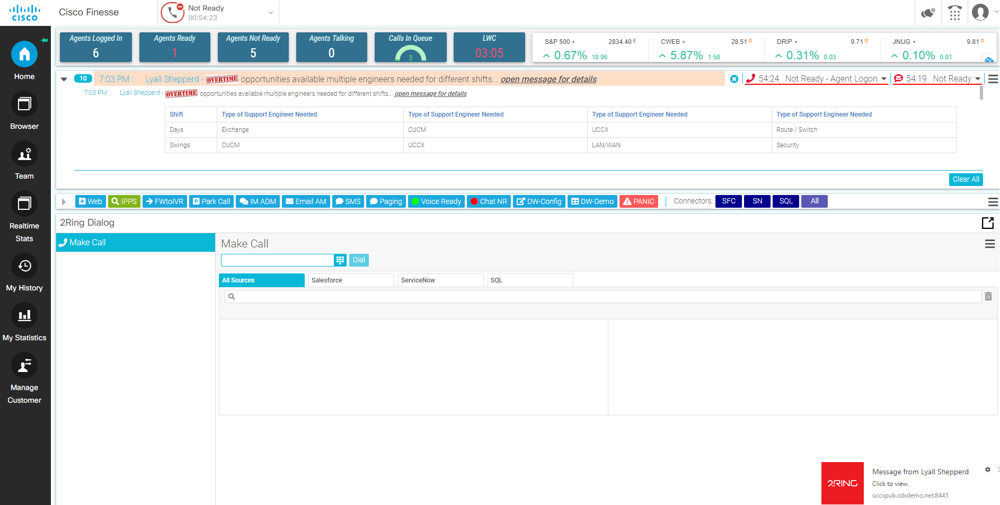 CISCO
Cisco Finesse
Not Ready
00:54:23
Home
Browser
Team
Realtime
Stats
My History
My Statistics
Manage
Customer
Agents Logged In
6
Agents Ready
1
Agents Not Ready
5
Agents Talking
0
Calls In Queue
3
LWC
03:05
S&P 500 • 2834.40 E
0.67% 18.96
CWEB • 28.51 D
5.87% 1.58
DRIP • 9.71 D
0.31% 0.03
JNUG • 9.81 D
0.10% 0.01
10 7:03 PM : Lyall Shepperd - OVERTIME opportunities available multiple engineers needed for different shifts... open message for details
54:24 Not Ready - Agent Logon
54:19 Not Ready
7:03 PM : Lyall Shepperd - OVERTIME opportunities available multiple engineers needed for different shifts... open message for details
Shift Type of Support Engineer Needed Type of Support Engineer Needed Type of Support Engineer Needed Type of Support Engineer Needed
Days Exchange CUCM UCCX Route / Switch
Swings CUCM UCCX LAN/WAN Security
Clear All
Web IPPS FWtoIVR P Park Call IM ADM Email AM SMS Paging Voice Ready Chat NR DW-Config DW-Demo PANIC Connectors: SFC SN SQL All
2Ring Dialog
Make Call
Make Call
Dial
All Sources Salesforce ServiceNow SQL
2RING
Message from Lyall Shepperd
Click to view.
uccxpub.cdxdemo.net:8445